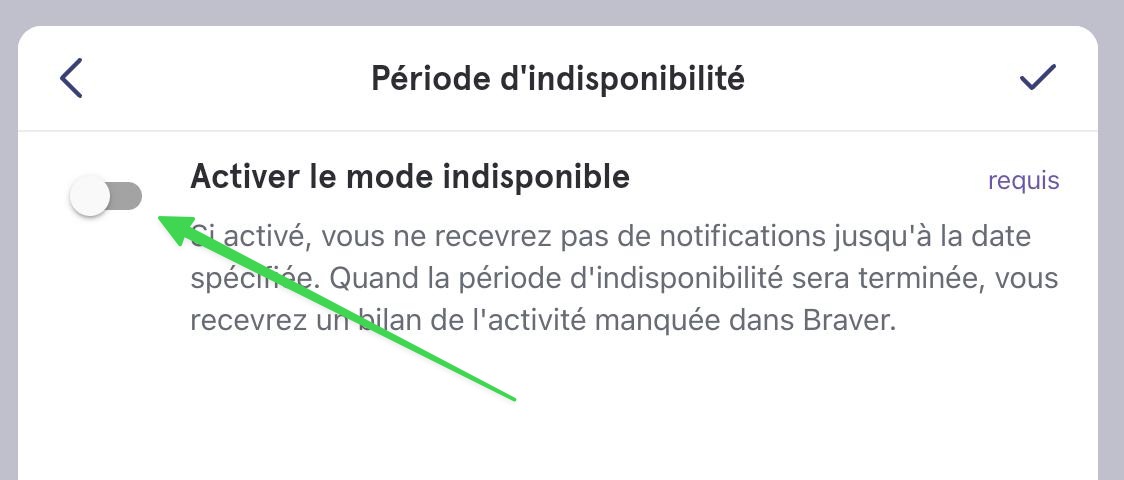 Période d'indisponibilité
Activer le mode indisponible
requis
Si activé, vous ne recevrez pas de notifications jusqu'à la date
spécifiée. Quand la période d'indisponibilité sera terminée, vous
recevrez un bilan de l'activité manquée dans Braver.